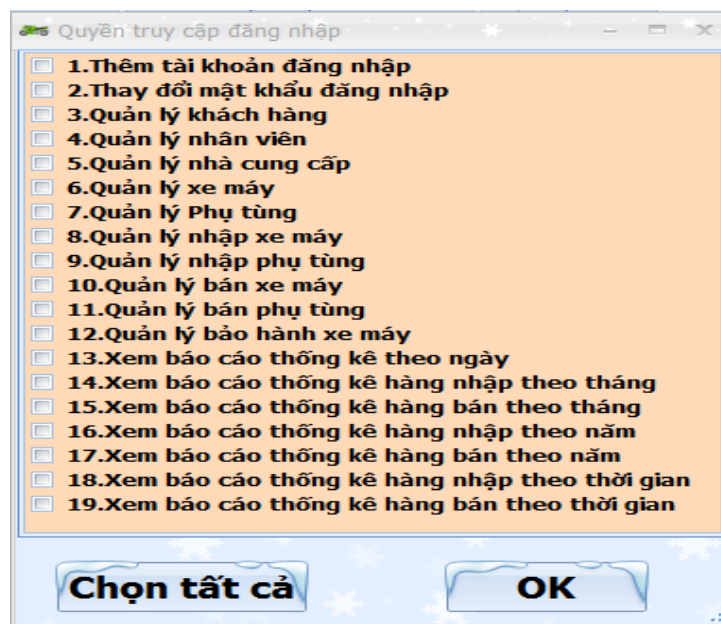 Quyền truy cập đăng nhập
1.Thêm tài khoản đăng nhập
2.Thay đổi mật khẩu đăng nhập
3.Quản lý khách hàng
4.Quản lý nhân viên
5.Quản lý nhà cung cấp
6.Quản lý xe máy
7.Quản lý Phụ tùng
8.Quản lý nhập xe máy
9.Quản lý nhập phụ tùng
10.Quản lý bán xe máy
11.Quản lý bán phụ tùng
12.Quản lý bảo hành xe máy
13.Xem báo cáo thống kê theo ngày
14.Xem báo cáo thống kê hàng nhập theo tháng
15.Xem báo cáo thống kê hàng bán theo tháng
16.Xem báo cáo thống kê hàng nhập theo năm
17.Xem báo cáo thống kê hàng bán theo năm
18.Xem báo cáo thống kê hàng nhập theo thời gian
19.Xem báo cáo thống kê hàng bán theo thời gian
Chọn tất cả OK